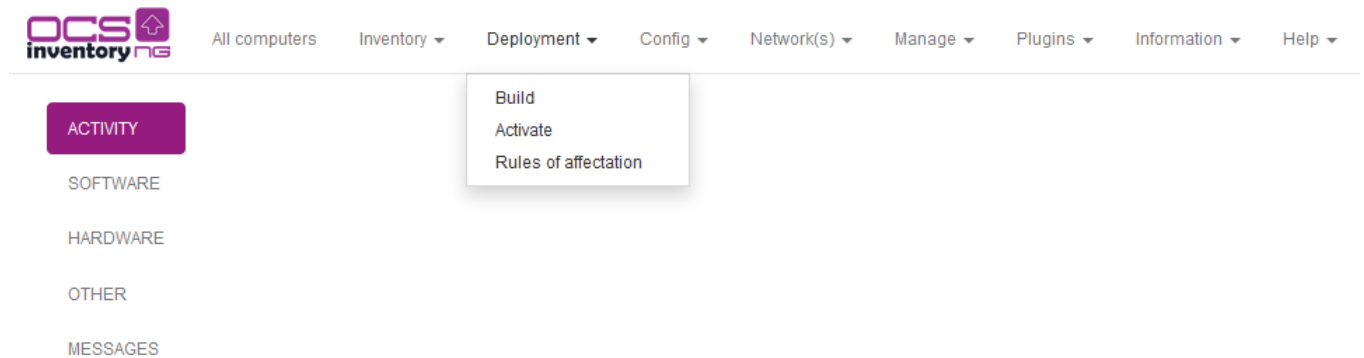 OCS
inventory NG
All computers Inventory Deployment Config Network(s) Manage Plugins Information Help
Build
Activate
Rules of affectation
ACTIVITY
SOFTWARE
HARDWARE
OTHER
MESSAGES